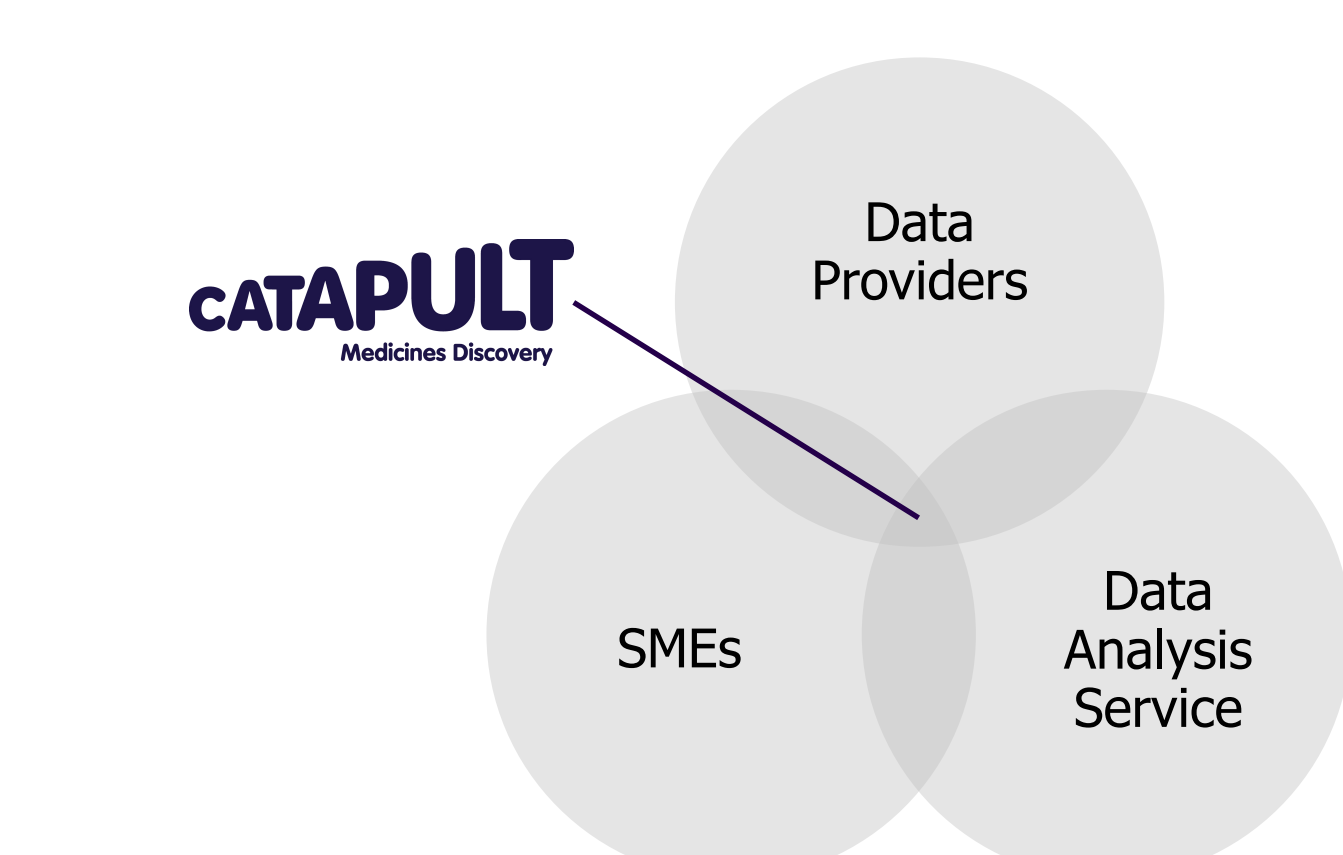 Data
Providers
CATAPULT
Medicines Discovery
SMEs
Data
Analysis
Service